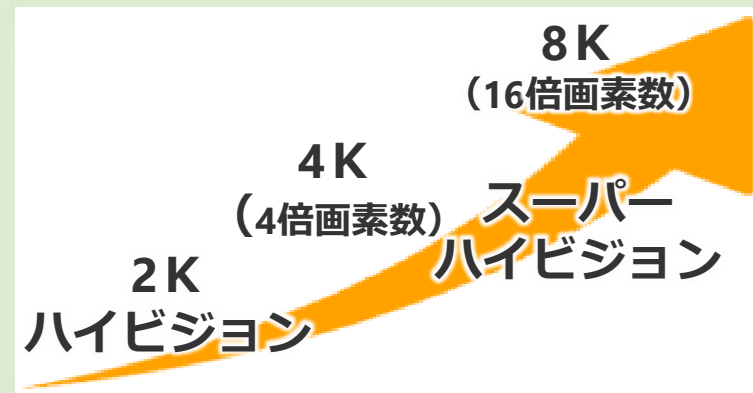 8K
（16倍画素数）
4K
（4倍画素数）
スーパー
ハイビジョン
2K
ハイビジョン